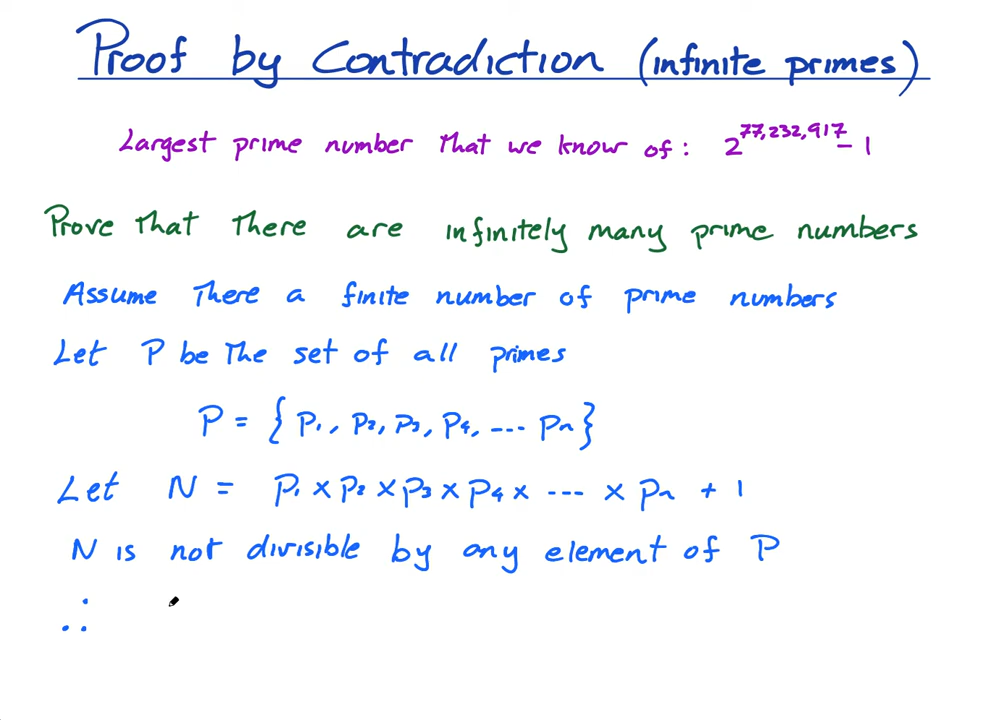 Proof by Contradiction (infinite primes)
Largest prime number that we know of: 2^77,232,917 - 1
Prove that there are infinitely many prime numbers
Assume there a finite number of prime numbers
Let P be the set of all primes
P = { p₁, p₂, p₃, p₄, ... pₙ }
Let N = p₁ × p₂ × p₃ × p₄ × ... × pₙ + 1
N is not divisible by any element of P
∴